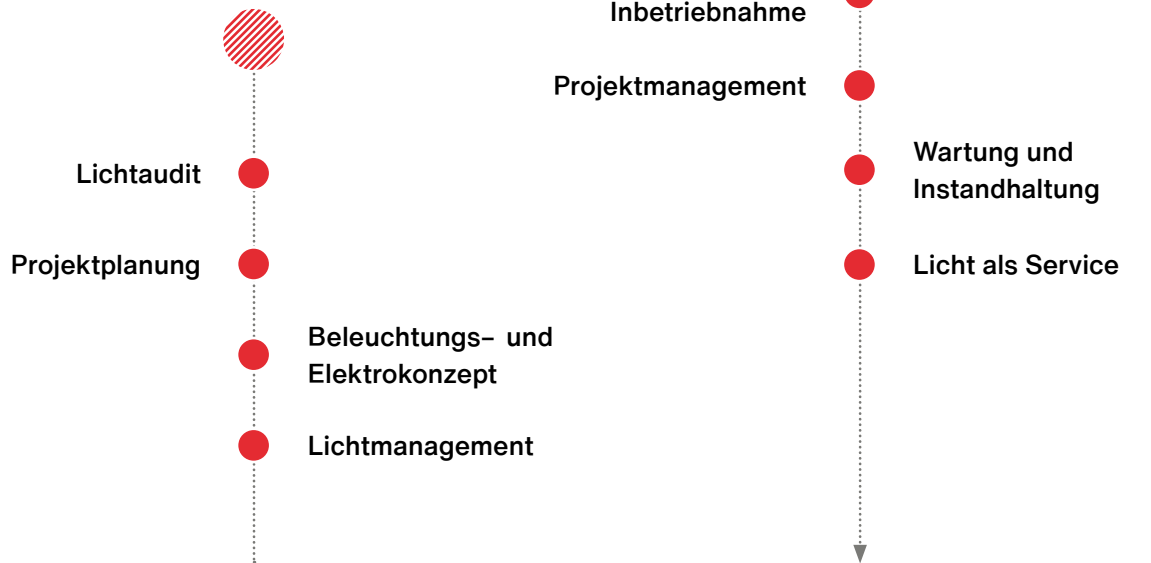 Lichtaudit
Projektplanung
Beleuchtungs- und
Elektrokonzept
Lichtmanagement
Inbetriebnahme
Projektmanagement
Wartung und
Instandhaltung
Licht als Service